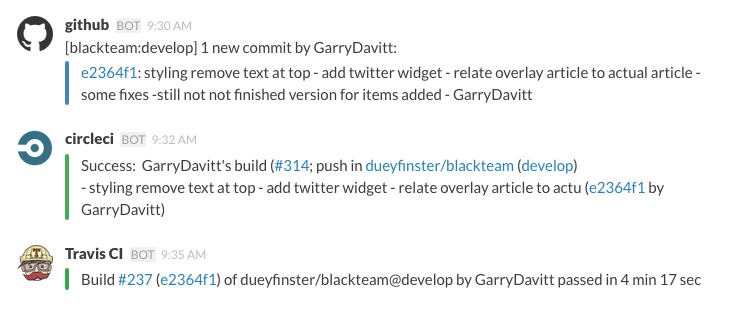 github BOT 9:30 AM
[blackteam:develop] 1 new commit by GarryDavitt:
e2364f1: styling remove text at top - add twitter widget - relate overlay article to actual article -
some fixes -still not not finished version for items added - GarryDavitt
circleci BOT 9:32 AM
Success: GarryDavitt's build (#314; push in dueyfinster/blackteam (develop)
- styling remove text at top - add twitter widget - relate overlay article to actu (e2364f1 by
GarryDavitt)
Travis CI BOT 9:35 AM
Build #237 (e2364f1) of dueyfinster/blackteam@develop by GarryDavitt passed in 4 min 17 sec